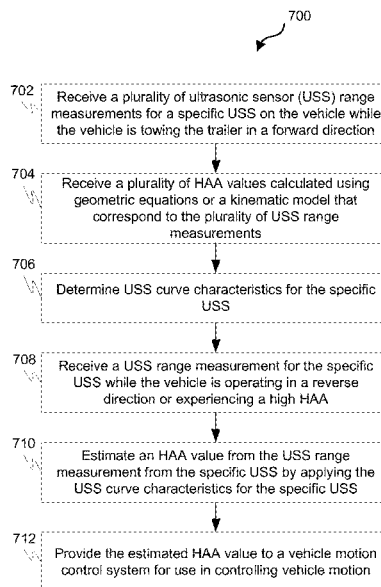 700
702
Receive a plurality of ultrasonic sensor (USS) range
measurements for a specific USS on the vehicle while
the vehicle is towing the trailer in a forward direction
704
Receive a plurality of HAA values calculated using
geometric equations or a kinematic model that
correspond to the plurality of USS range
measurements
706
Determine USS curve characteristics for the specific
USS
708
Receive a USS range measurement for the specific
USS while the vehicle is operating in a reverse
direction or experiencing a high HAA
710
Estimate an HAA value from the USS range
measurement from the specific USS by applying the
USS curve characteristics for the specific USS
712
Provide the estimated HAA value to a vehicle motion
control system for use in controlling vehicle motion